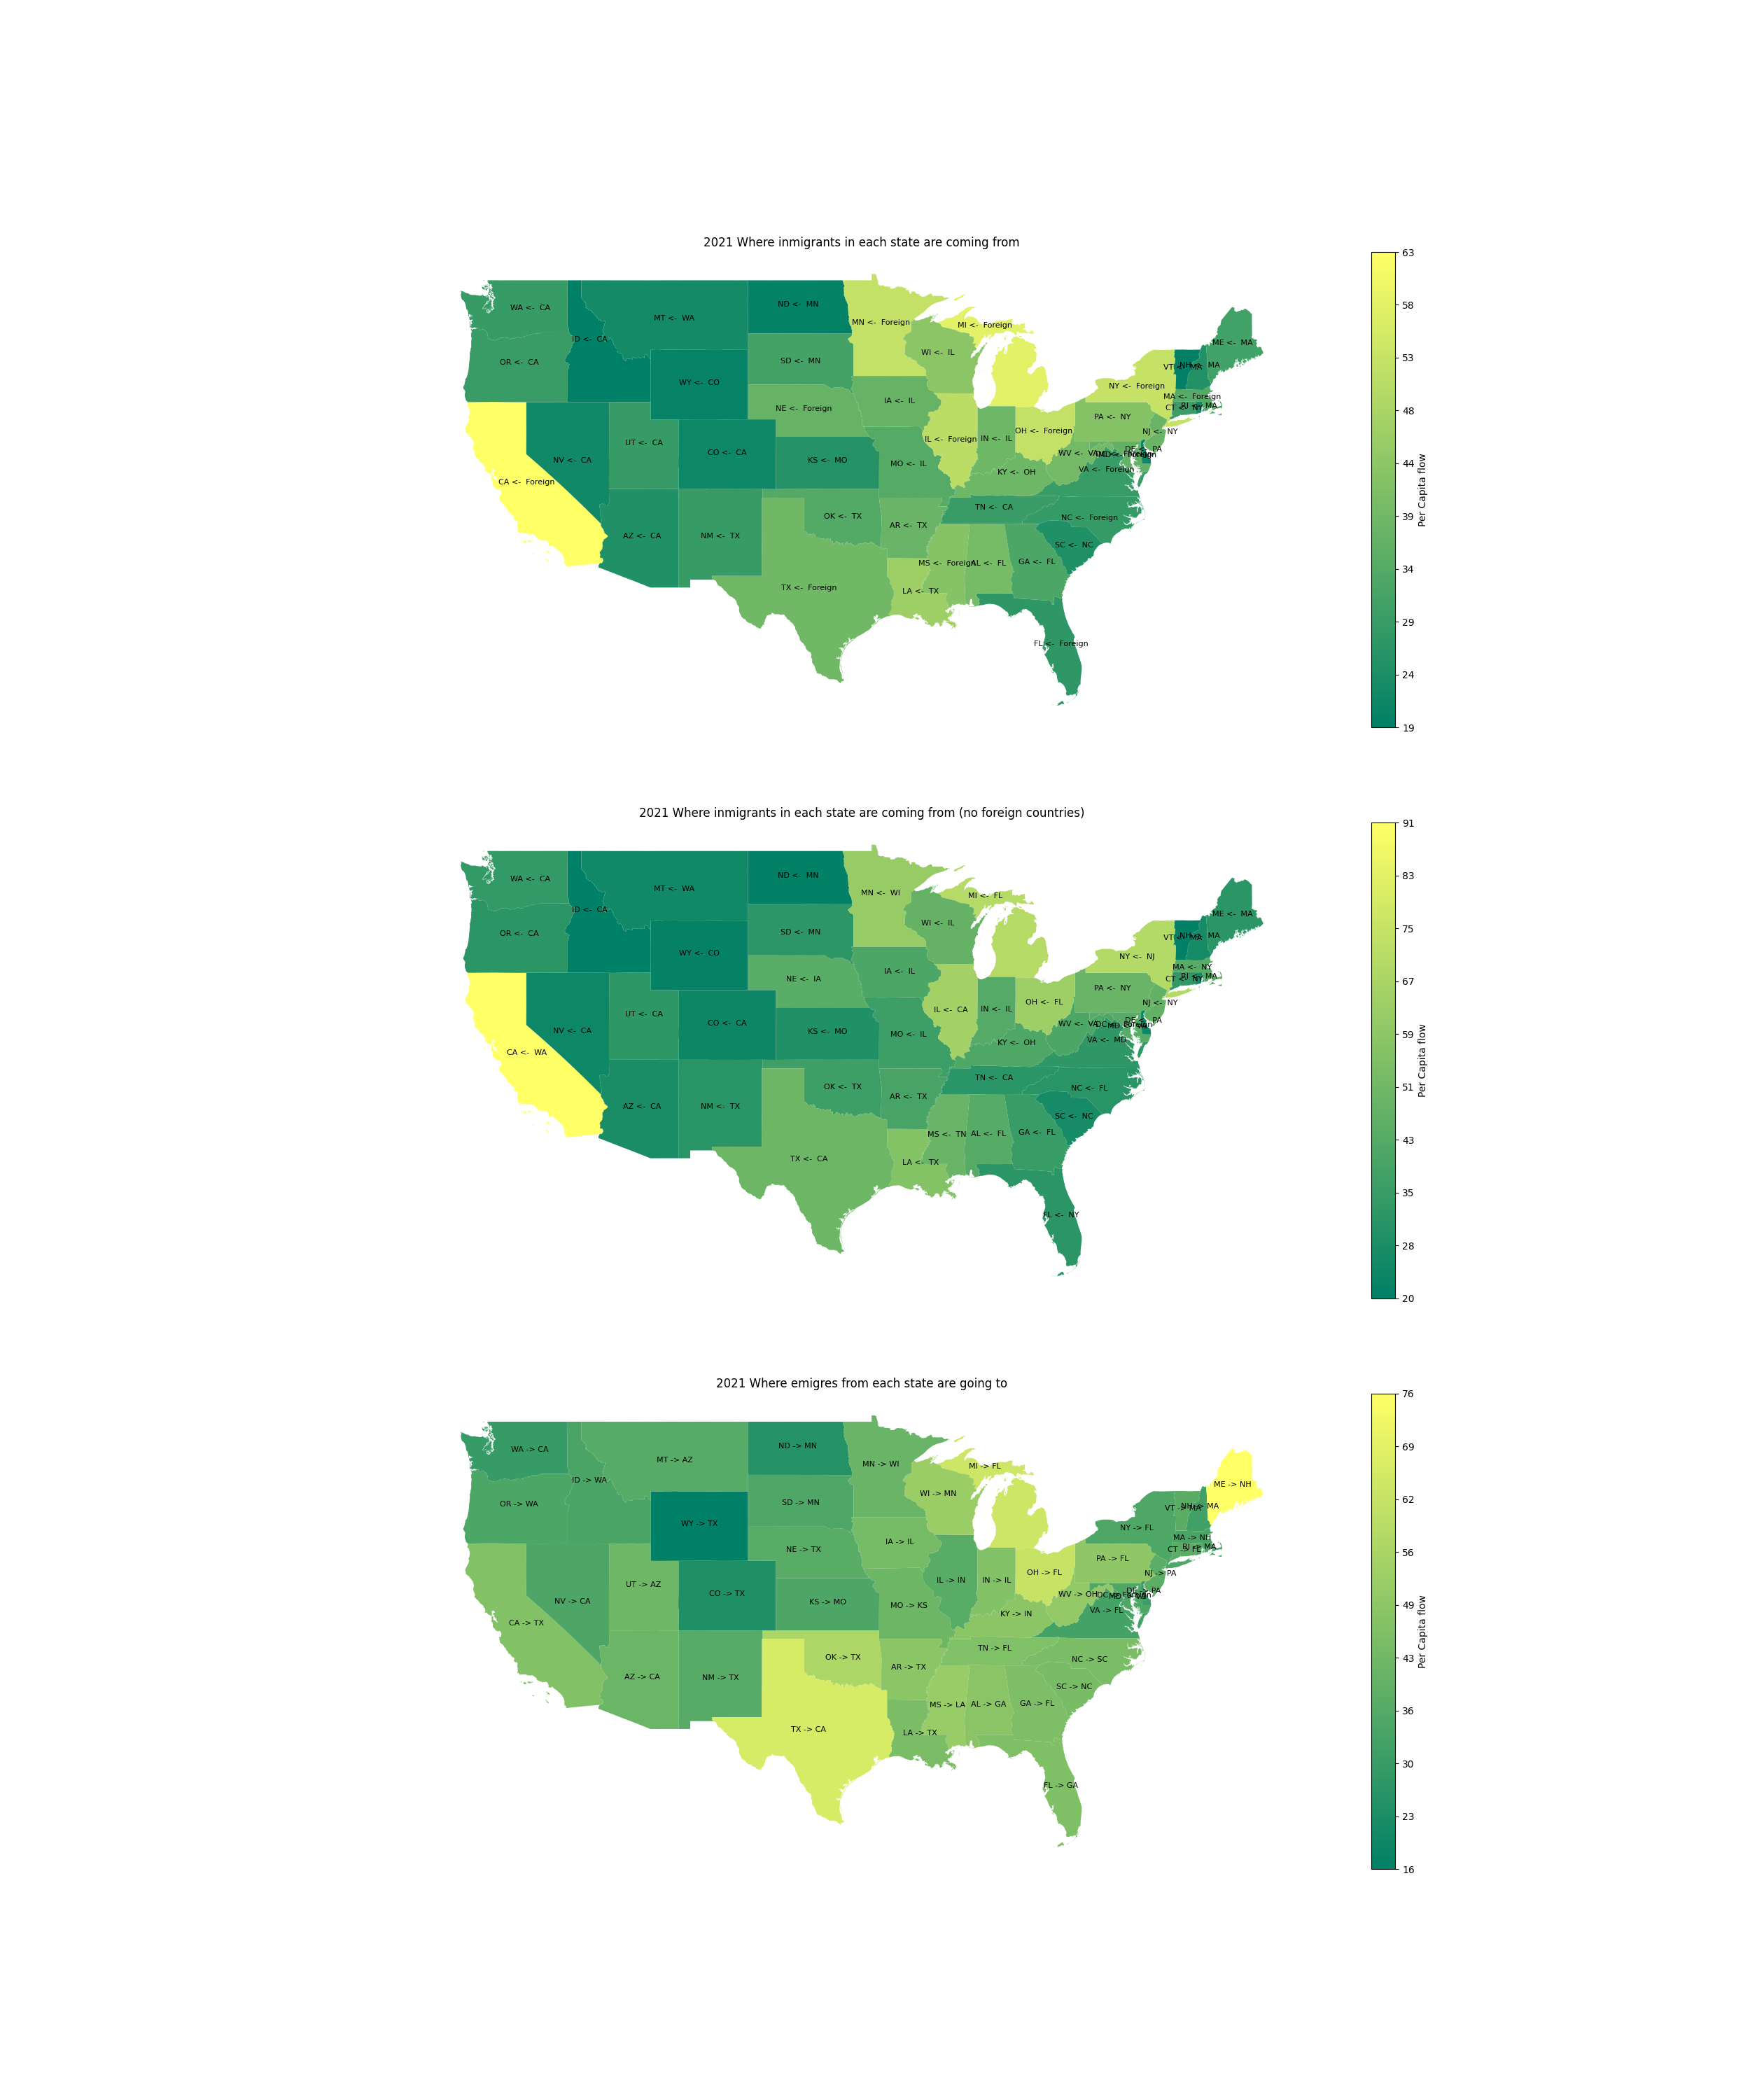 2021 Where inmigrants in each state are coming from
WA <- CA
MT <- WA
ND <- MN
MN <- Foreign
MI <- Foreign
ID <- CA
ME <- MA
OR <- CA
WI <- IL
SD <- MN
WY <- CO
NY <- Foreign
MA <- Foreign
IA <- IL
NE <- Foreign
PA <- NY
NJ <- NY
OH <- Foreign
IL <- Foreign
IN <- IL
UT <- CA
CO <- CA
NV <- CA
KS <- MO
MO <- IL
KY <- OH
VA <- Foreign
CA <- Foreign
TN <- CA
OK <- TX
NC <- Foreign
AR <- TX
AZ <- CA
NM <- TX
SC <- NC
MS <- Foreign
AL <- FL
GA <- FL
TX <- Foreign
LA <- TX
FL <- Foreign
63
58
53
48
44
39
34
29
24
19
Per Capita flow
2021 Where inmigrants in each state are coming from (no foreign countries)
WA <- CA
MT <- WA
ND <- MN
MN <- WI
MI <- FL
ID <- CA
ME <- MA
OR <- CA
WI <- IL
SD <- MN
WY <- CO
NY <- NJ
MA <- NY
IA <- IL
NE <- IA
PA <- NY
NJ <- NY
OH <- FL
IL <- CA
IN <- IL
UT <- CA
CO <- CA
NV <- CA
KS <- MO
MO <- IL
KY <- OH
VA <- MD
CA <- WA
TN <- CA
OK <- TX
NC <- FL
AR <- TX
AZ <- CA
NM <- TX
SC <- NC
MS <- TN
AL <- FL
GA <- FL
TX <- CA
LA <- TX
FL <- NY
91
83
75
67
59
51
43
35
28
20
Per Capita flow
2021 Where emigres from each state are going to
WA -> CA
MT -> AZ
ND -> MN
MN -> WI
MI -> FL
ID -> WA
ME -> NH
OR -> WA
WI -> MN
SD -> MN
WY -> TX
NY -> FL
MA -> NH
IA -> IL
NE -> TX
PA -> FL
NJ -> PA
OH -> FL
IL -> IN
IN -> IL
UT -> AZ
CO -> TX
NV -> CA
KS -> MO
MO -> KS
KY -> IN
VA -> FL
CA -> TX
TN -> FL
OK -> TX
NC -> SC
AR -> TX
AZ -> CA
NM -> TX
SC -> NC
MS -> LA
AL -> GA
GA -> FL
TX -> CA
LA -> TX
FL -> GA
76
69
62
56
49
43
36
30
23
16
Per Capita flow